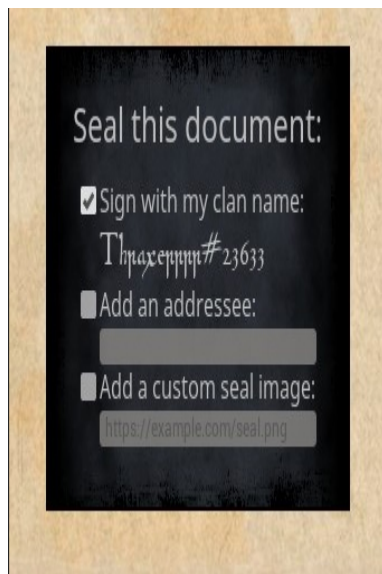 Seal this document:
Sign with my clan name:
Thraxerrrr#23633
Add an addressee:
Add a custom seal image:
https://example.com/seal.png